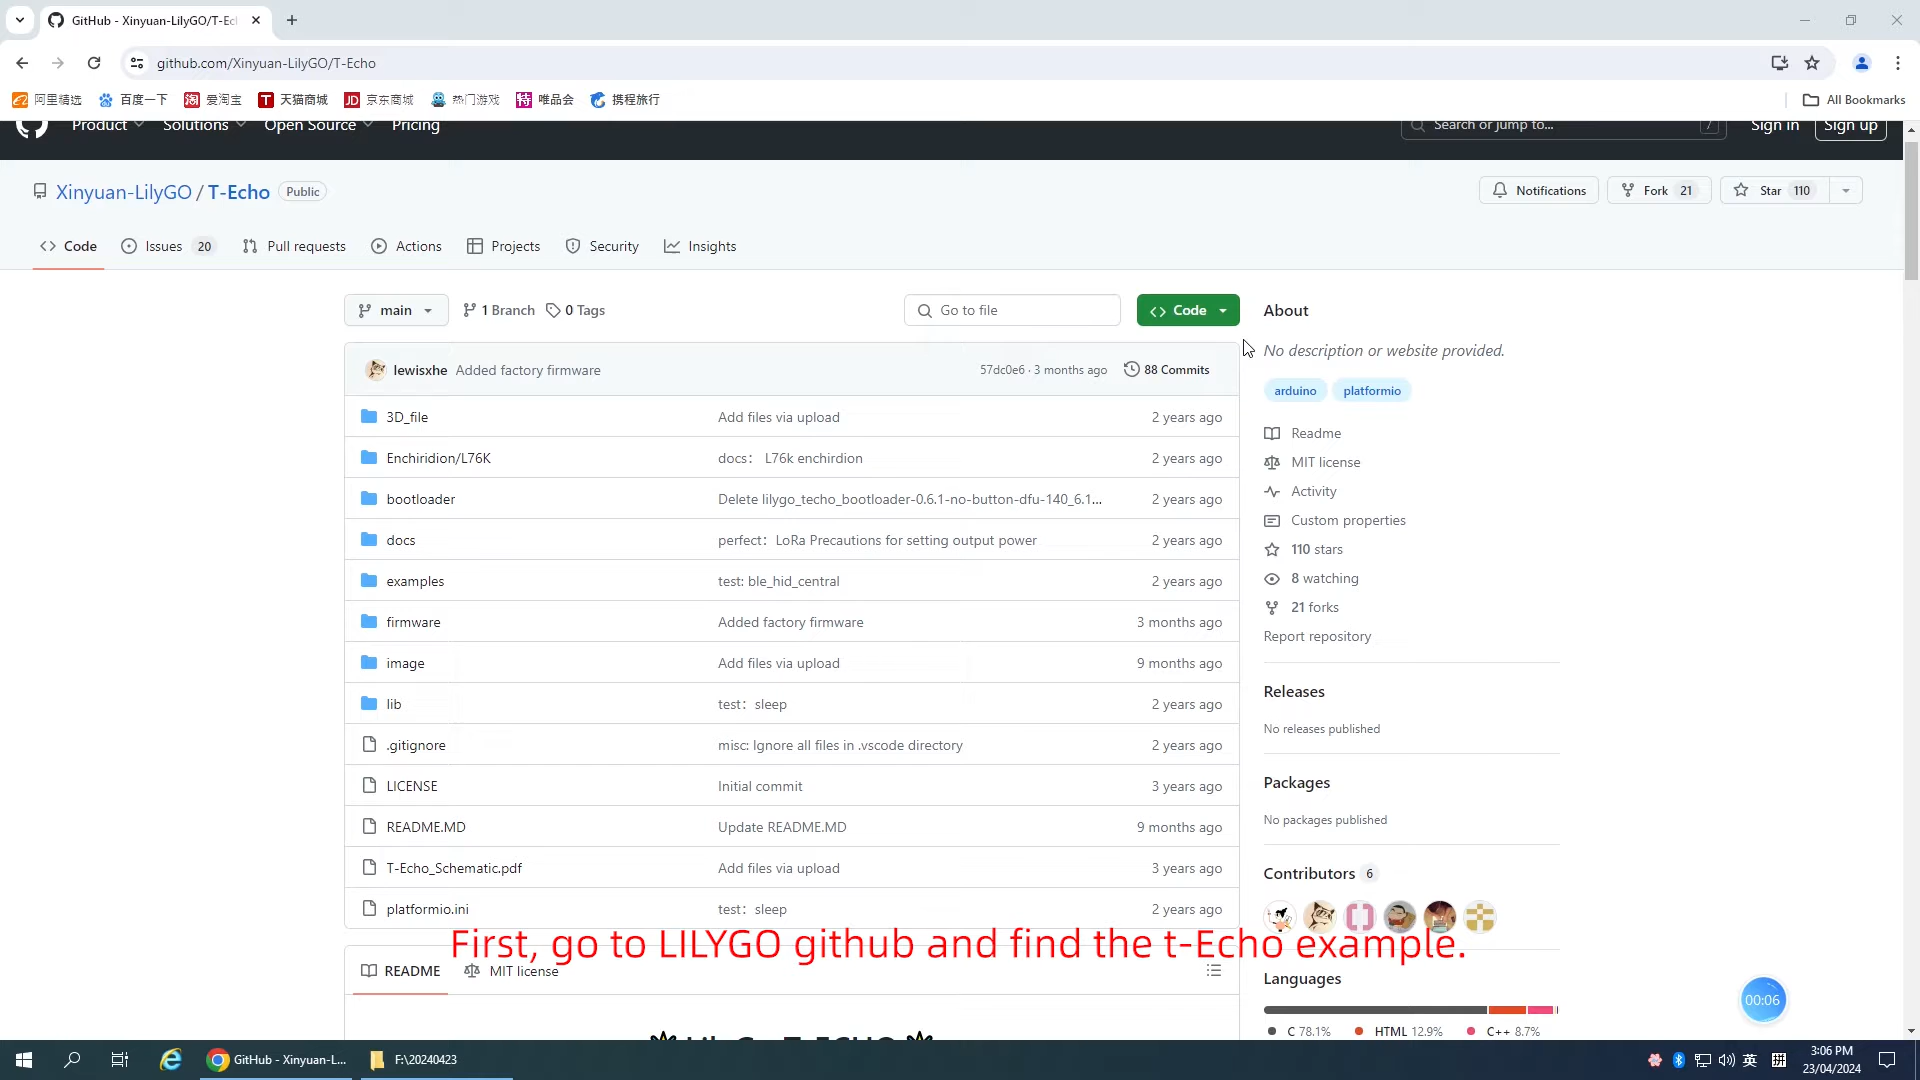 GitHub - Xinyuan-LilyGO/T-Ec
github.com/Xinyuan-LilyGO/T-Echo
阿里精选 百度一下 爱淘宝 天猫商城 京东商城 热门游戏 唯品会 携程旅行 All Bookmarks
Product Solutions Open Source Pricing Search or jump to... / Sign in Sign up
Xinyuan-LilyGO / T-Echo Public Notifications Fork 21 Star 110
Code Issues 20 Pull requests Actions Projects Security Insights
main 1 Branch 0 Tags Go to file Code About
No description or website provided.
lewisxhe Added factory firmware 57dc0e6 · 3 months ago 88 Commits
arduino platformio
3D_file Add files via upload 2 years ago
Readme
Enchiridion/L76K docs： L76k enchirdion 2 years ago
MIT license
bootloader Delete lilygo_techo_bootloader-0.6.1-no-button-dfu-140_6.1... 2 years ago
Activity
Custom properties
docs perfect：LoRa Precautions for setting output power 2 years ago
110 stars
examples test: ble_hid_central 2 years ago
8 watching
21 forks
firmware Added factory firmware 3 months ago
Report repository
image Add files via upload 9 months ago
Releases
lib test：sleep 2 years ago
No releases published
.gitignore misc: Ignore all files in .vscode directory 2 years ago
Packages
LICENSE Initial commit 3 years ago
No packages published
README.MD Update README.MD 9 months ago
T-Echo_Schematic.pdf Add files via upload 3 years ago
Contributors 6
platformio.ini test：sleep 2 years ago
First, go to LILYGO github and find the t-Echo example.
README MIT license
Languages
C 78.1% HTML 12.9% C++ 8.7%
00:06
GitHub - Xinyuan-L... F:\20240423 英 拼 3:06 PM
23/04/2024